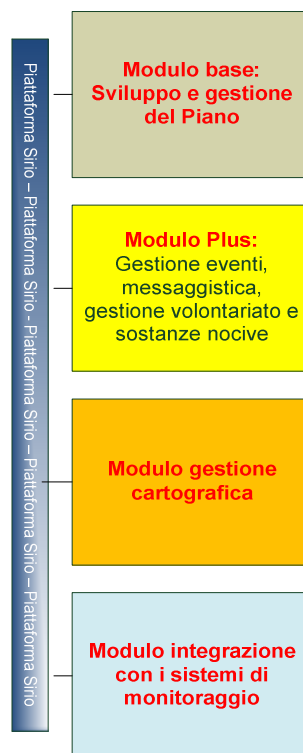 Piattaforma Sirio – Piattaforma Sirio - Piattaforma Sirio – Piattaforma Sirio – Piattaforma Sirio
Modulo base:
Sviluppo e gestione
del Piano
Modulo Plus:
Gestione eventi,
messaggistica,
gestione volontariato e
sostanze nocive
Modulo gestione
cartografica
Modulo integrazione
con i sistemi di
monitoraggio